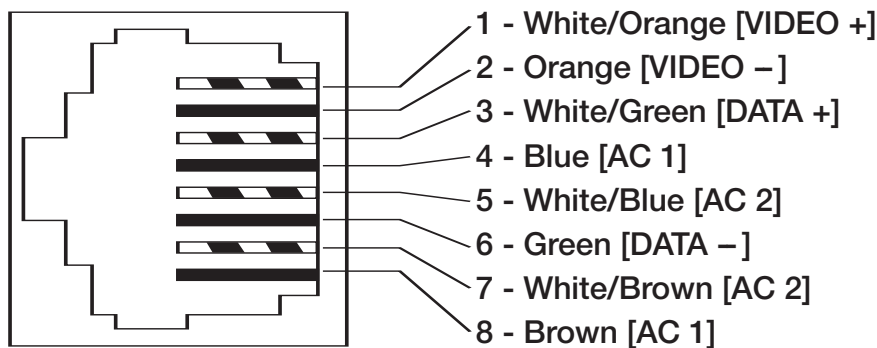 1 - White/Orange [VIDEO +]
2 - Orange [VIDEO – ]
3 - White/Green [DATA +]
4 - Blue [AC 1]
5 - White/Blue [AC 2]
6 - Green [DATA – ]
7 - White/Brown [AC 2]
8 - Brown [AC 1]